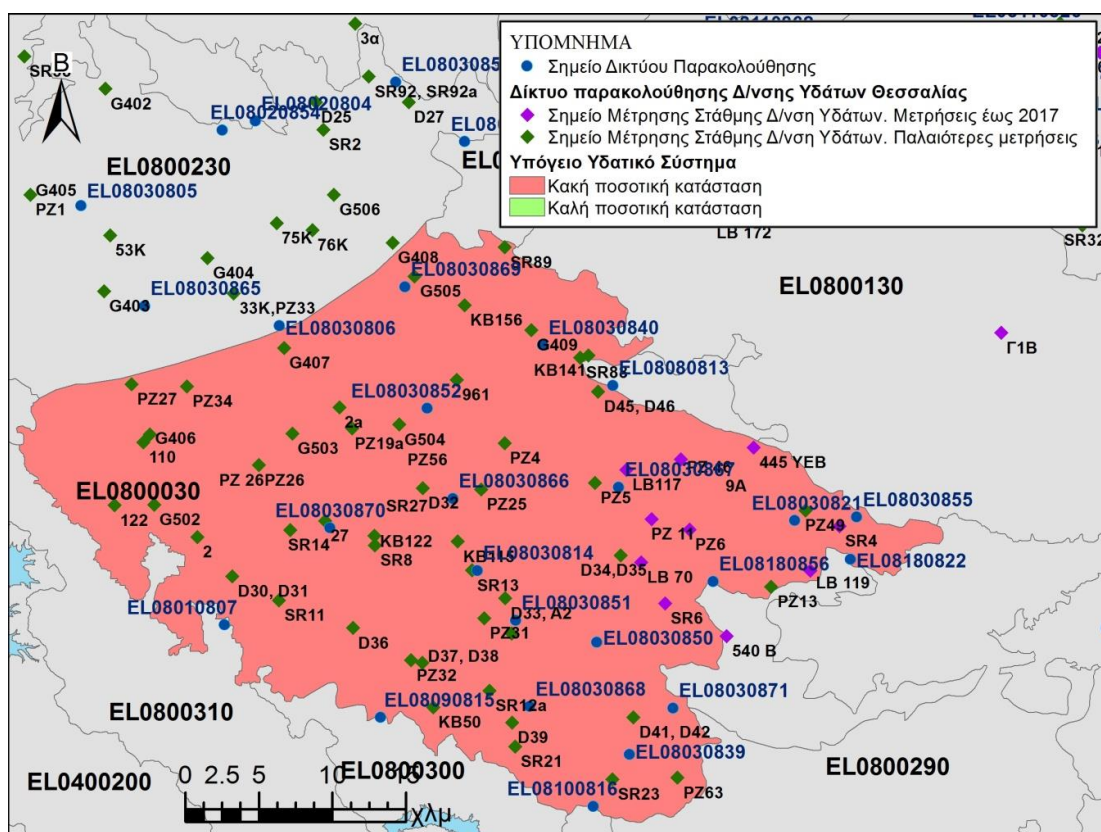 ΥΠΟΜΝΗΜΑ
Σημείο Δικτύου Παρακολούθησης
Δίκτυο παρακολούθησης Δ/νσης Υδάτων Θεσσαλίας
Σημείο Μέτρησης Στάθμης Δ/νση Υδάτων. Μετρήσεις έως 2017
Σημείο Μέτρησης Στάθμης Δ/νση Υδάτων. Παλαιότερες μετρήσεις
Υπόγειο Υδατικό Σύστημα
Κακή ποσοτική κατάσταση
Καλή ποσοτική κατάσταση
Β
3α
EL0803085
SR92, SR92a
G402
EL08020804
EL08020854
D25
D27
SR2
EL0800230
G405
PZ1
EL08030805
G506
75K
76K
53K
G408
SR89
LB 172
SR32
G404
EL08030869
G505
EL0800130
G403
EL08030865
33K,PZ33
KB156
EL08030806
EL08030840
G409
Γ1Β
G407
KB141
SR88
EL08080813
PZ27
PZ34
961
D45, D46
EL08030852
2a
G406
110
G503
PZ19a
G504
PZ56
PZ4
445 YEB
PZ 26
PZ26
EL08030867
PZ 46
9A
LB117
EL0800030
SR27
D32
EL08030866
PZ25
PZ5
122
G502
EL08030870
27
EL08030821
EL08030855
PZ49
SR4
2
SR14
KB122
SR8
PZ 11
PZ6
KB115
EL08030814
SR13
D34,D35
LB 70
EL08180856
EL08180822
LB 119
PZ13
D30, D31
SR11
EL08010807
D33, A2
EL08030851
SR6
PZ31
EL08030850
540 B
D36
D37, D38
PZ32
EL0800310
EL08090815
KB50
SR12a
EL08030868
EL08030871
D39
D41, D42
SR21
EL08030839
EL0400200
EL0800300
EL0800290
EL08100816
SR23
PZ63
0 2.5 5 10 15
χλμ